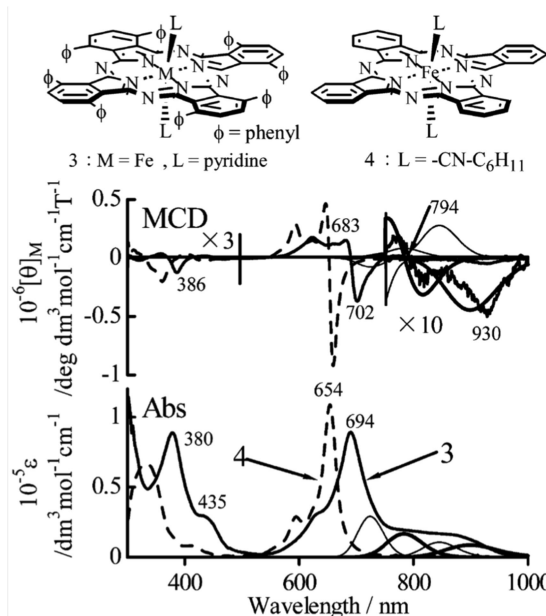 L L
ϕ ϕ ϕ N N N N M N N N N ϕ ϕ ϕ ϕ ϕ
N N N N Fe N N N N
L L
ϕ = phenyl
3 : M = Fe , L = pyridine
4 : L = -CN-C₆H₁₁
MCD
×3
683
794
386
702
×10
930
1
0.5
0
-0.5
-1
10⁻⁶[θ]M
/deg dm³mol⁻¹cm⁻¹T⁻¹
Abs
380
435
654
694
4
3
1
0.5
0
10⁻⁵ε
/dm³mol⁻¹cm⁻¹
400 600 800 1000
Wavelength / nm